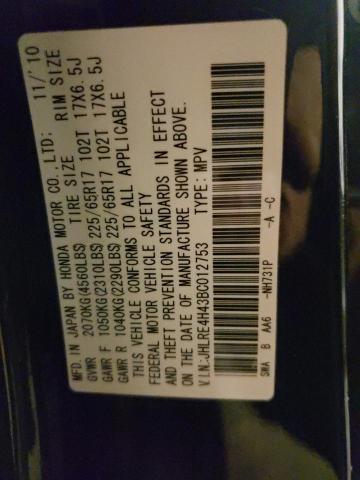 MFD. IN JAPAN BY HONDA MOTOR CO., LTD: 11/'10
TIRE SIZE RIM SIZE
GVWR 2070KG(4560LBS)
GAWR F 1050KG(2310LBS) 225/65R17 102T 17X6.5J
GAWR R 1040KG(2290LBS) 225/65R17 102T 17X6.5J
THIS VEHICLE CONFORMS TO ALL APPLICABLE
FEDERAL MOTOR VEHICLE SAFETY
AND THEFT PREVENTION STANDARDS IN EFFECT
ON THE DATE OF MANUFACTURE SHOWN ABOVE.
V.I.N.:JHLRE4H43BC012753 TYPE: MPV
SWA B AA6 -NH731P -A -C